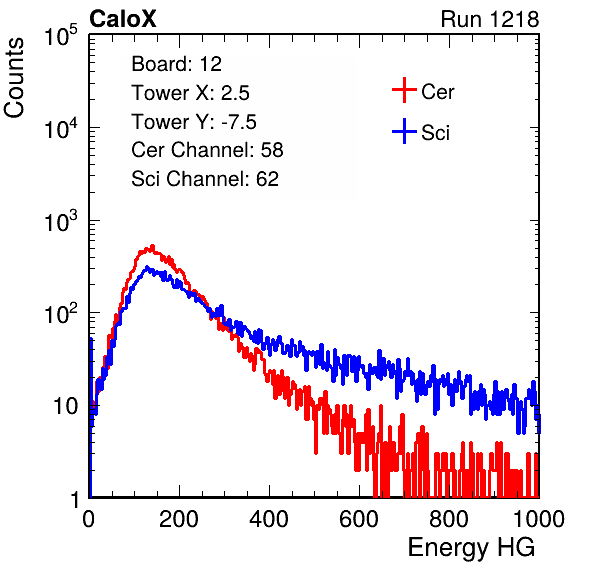 CaloX Run 1218
Counts
Board: 12
Tower X: 2.5
Tower Y: -7.5
Cer Channel: 58
Sci Channel: 62
Cer
Sci
10^5
10^4
10^3
10^2
10
1
0 200 400 600 800 1000
Energy HG